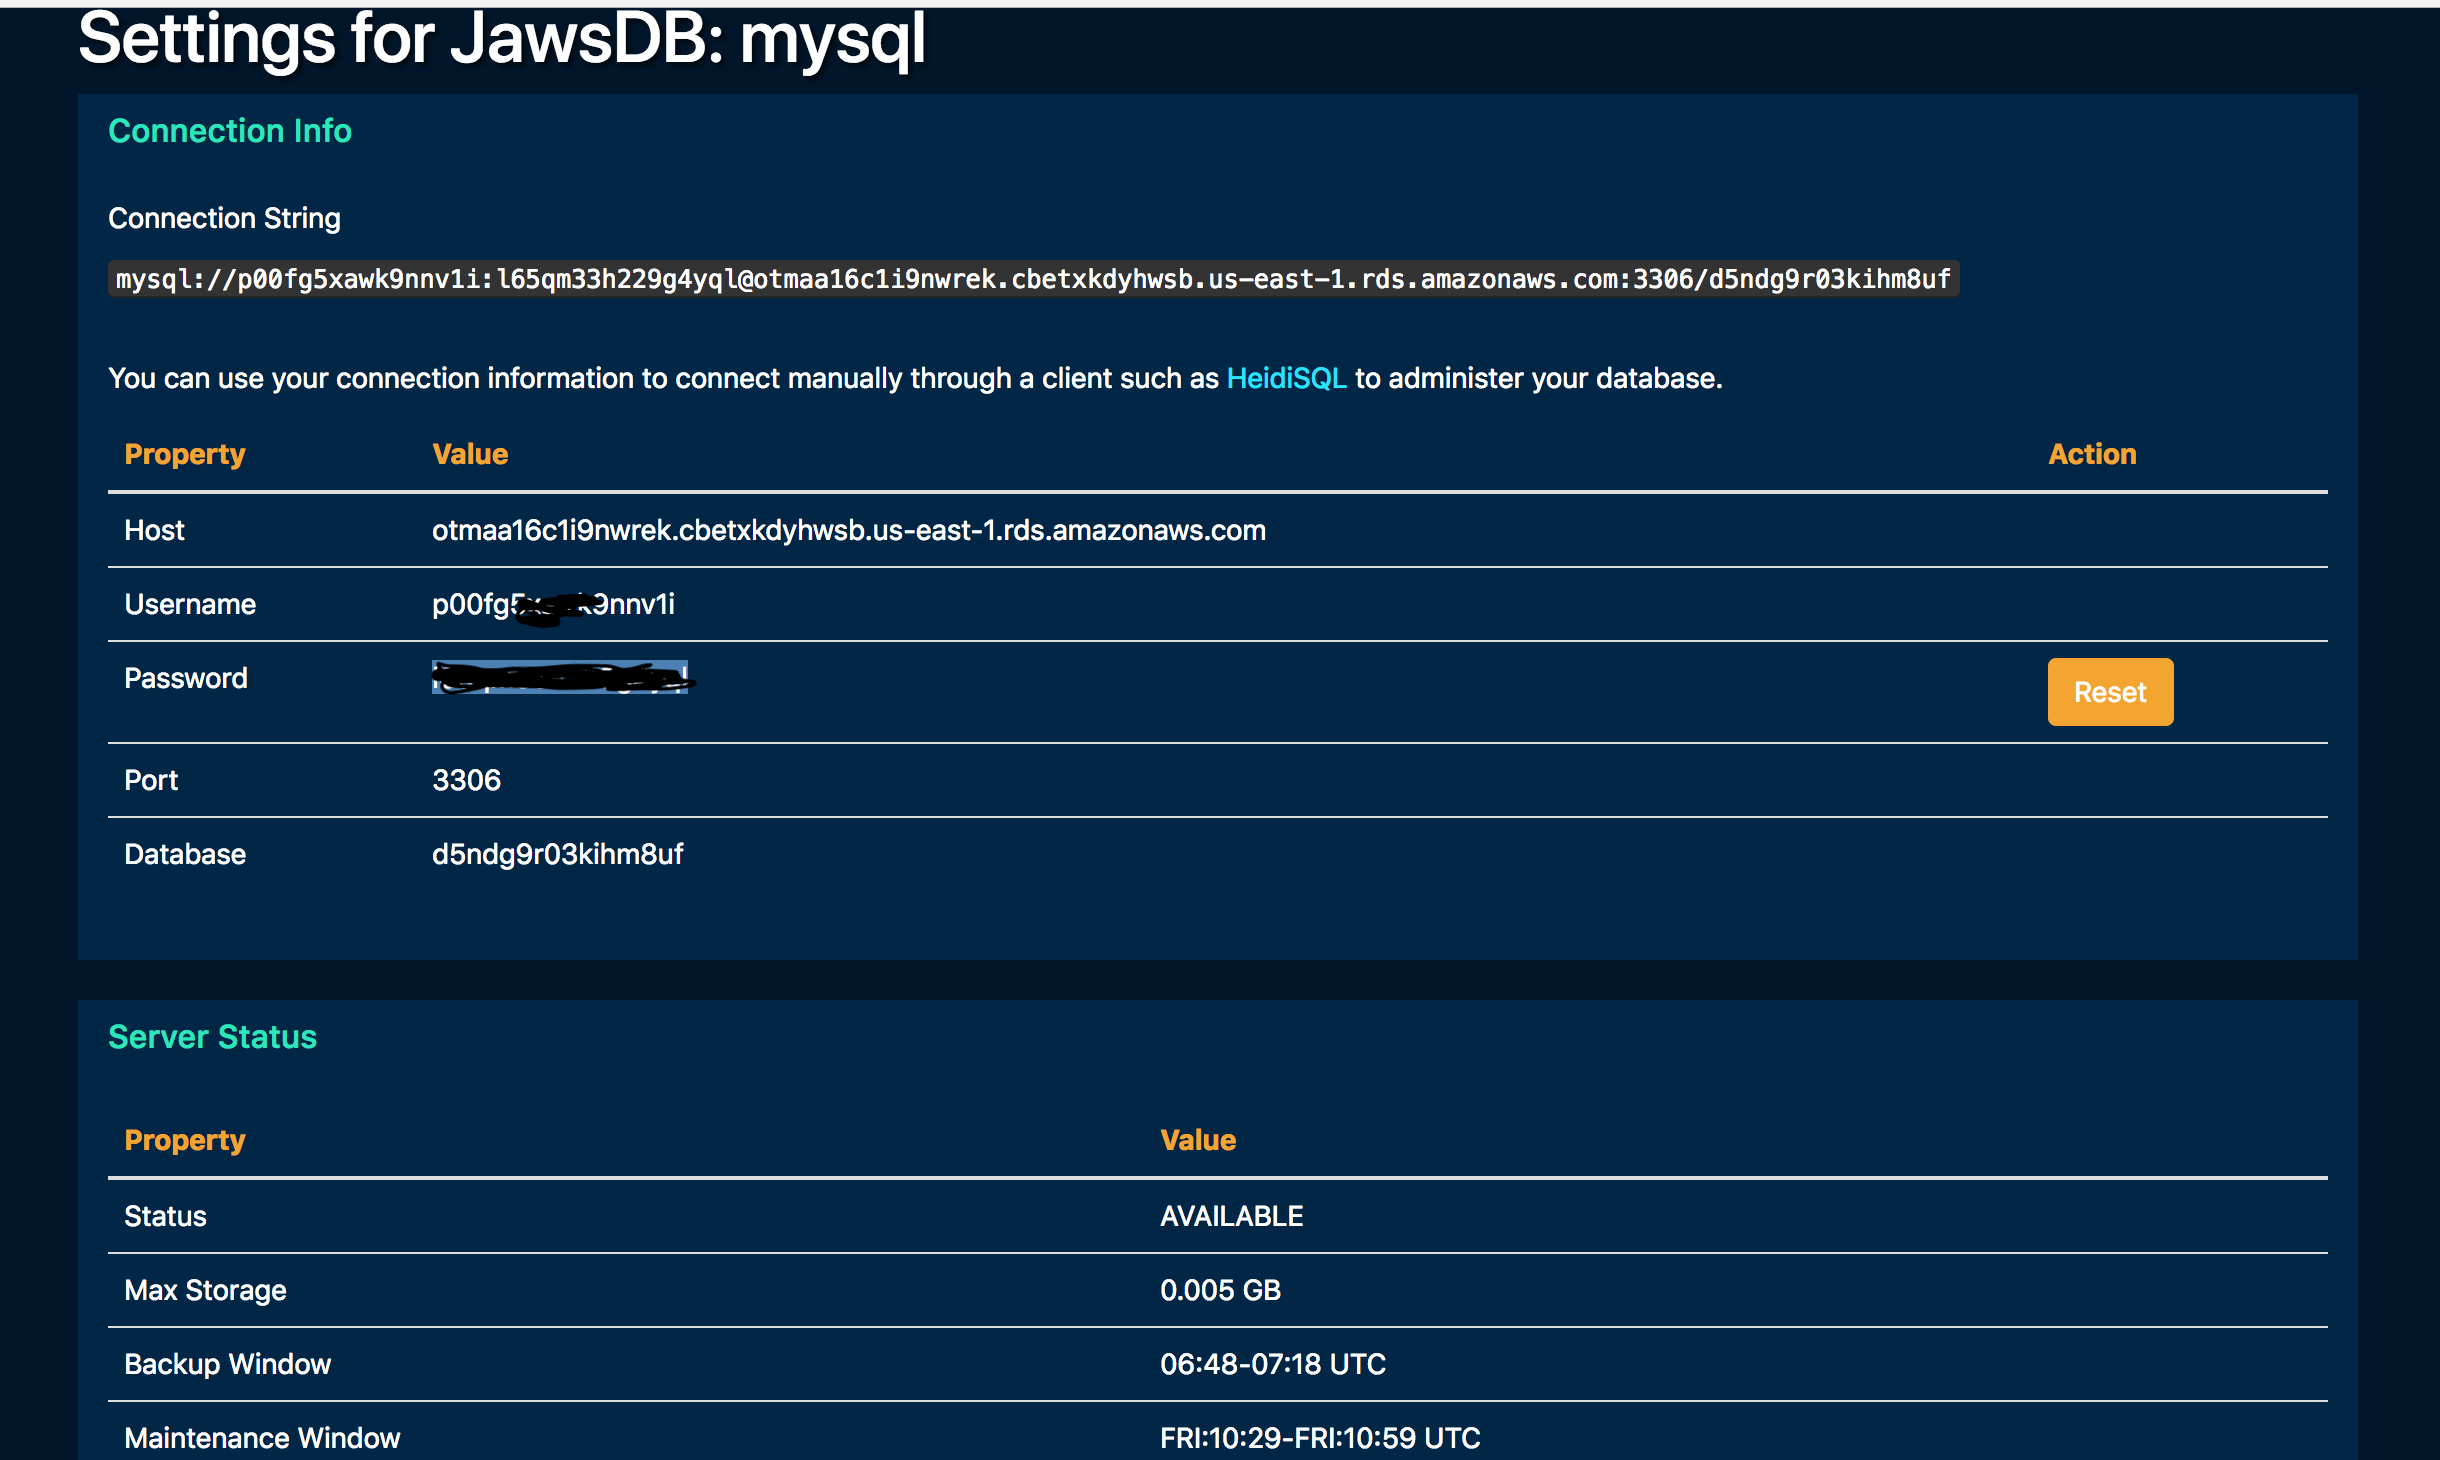 Settings for JawsDB: mysql
Connection Info
Connection String
mysql://p00fg5xawk9nnv1i:l65qm33h229g4yql@otmaa16c1i9nwrek.cbetxkdyhwsb.us-east-1.rds.amazonaws.com:3306/d5ndg9r03kihm8uf
You can use your connection information to connect manually through a client such as HeidiSQL to administer your database.
Property Value Action
Host otmaa16c1i9nwrek.cbetxkdyhwsb.us-east-1.rds.amazonaws.com
Username
Password Reset
Port 3306
Database d5ndg9r03kihm8uf
Server Status
Property Value
Status AVAILABLE
Max Storage 0.005 GB
Backup Window 06:48-07:18 UTC
Maintenance Window FRI:10:29-FRI:10:59 UTC